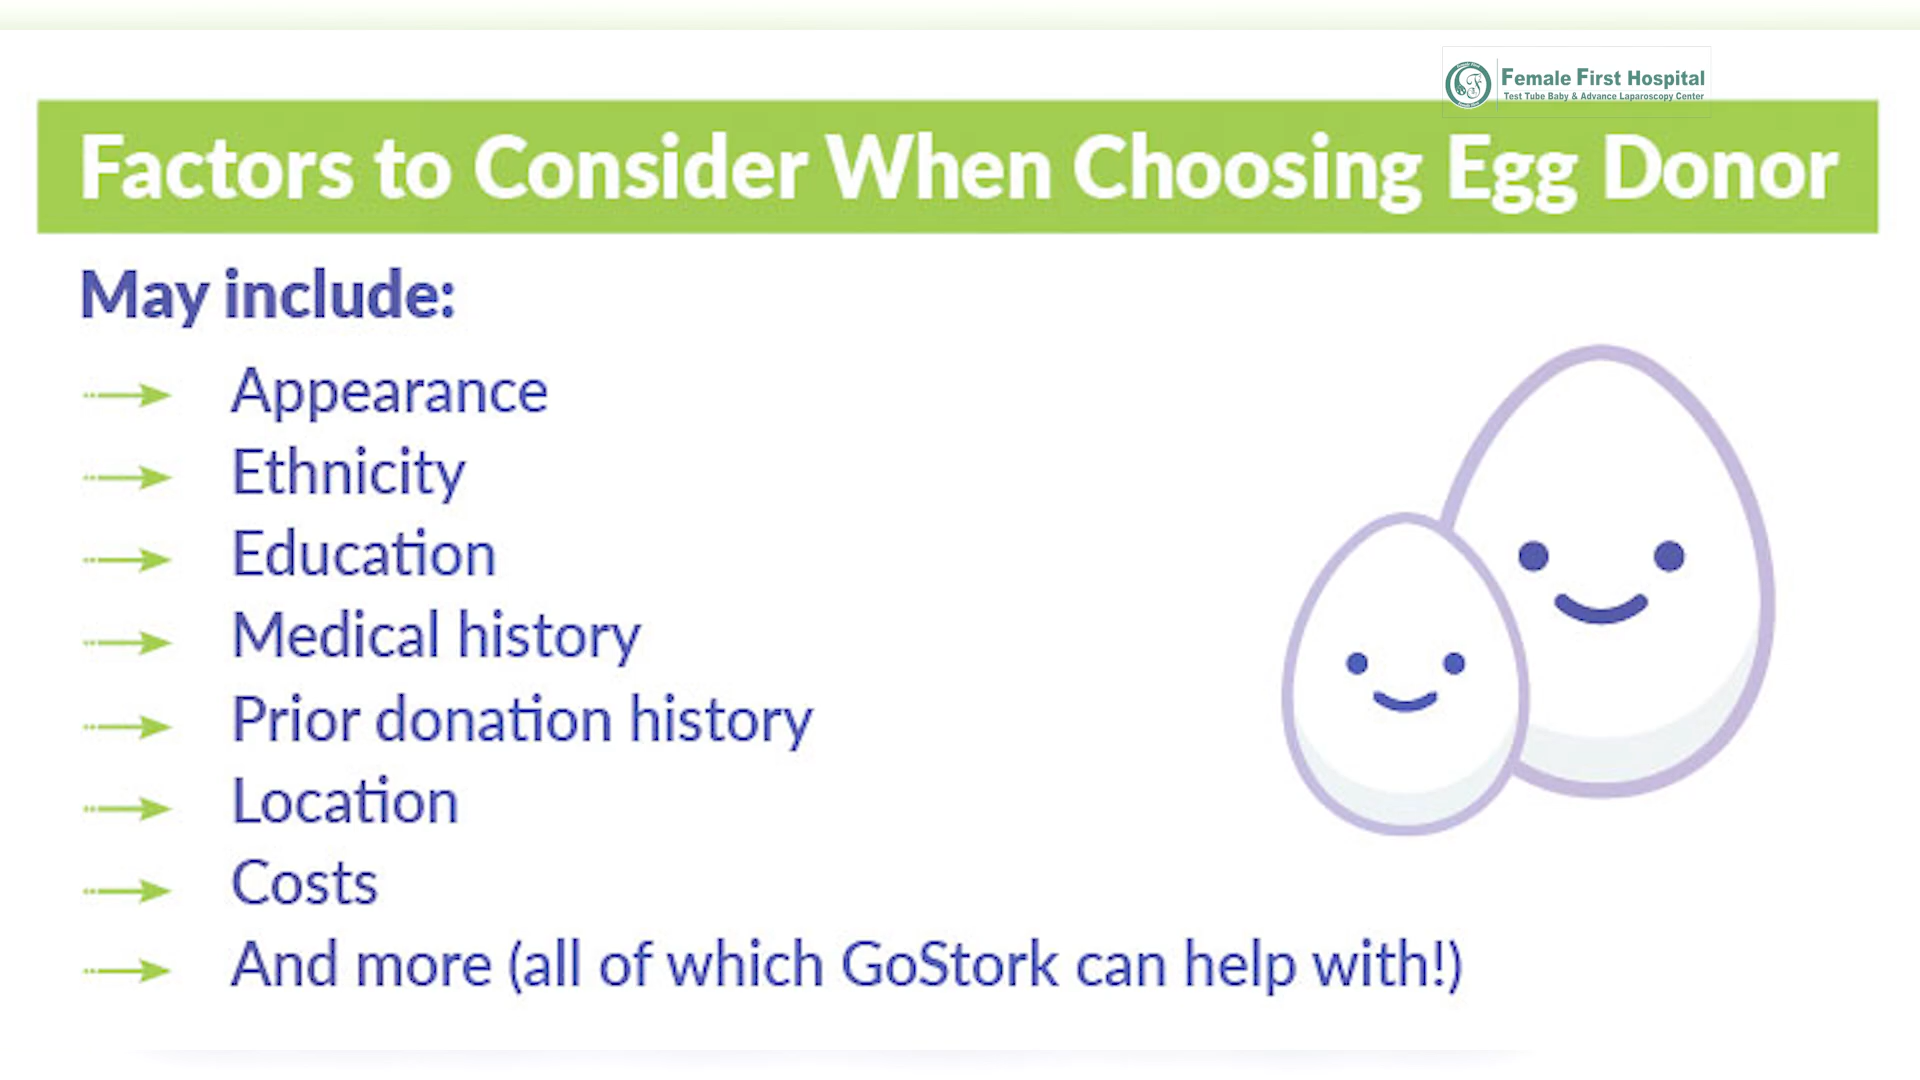 Female First Hospital
Test Tube Baby & Advance Laparoscopy Center
Factors to Consider When Choosing Egg Donor
May include:
Appearance
Ethnicity
Education
Medical history
Prior donation history
Location
Costs
And more (all of which GoStork can help with!)